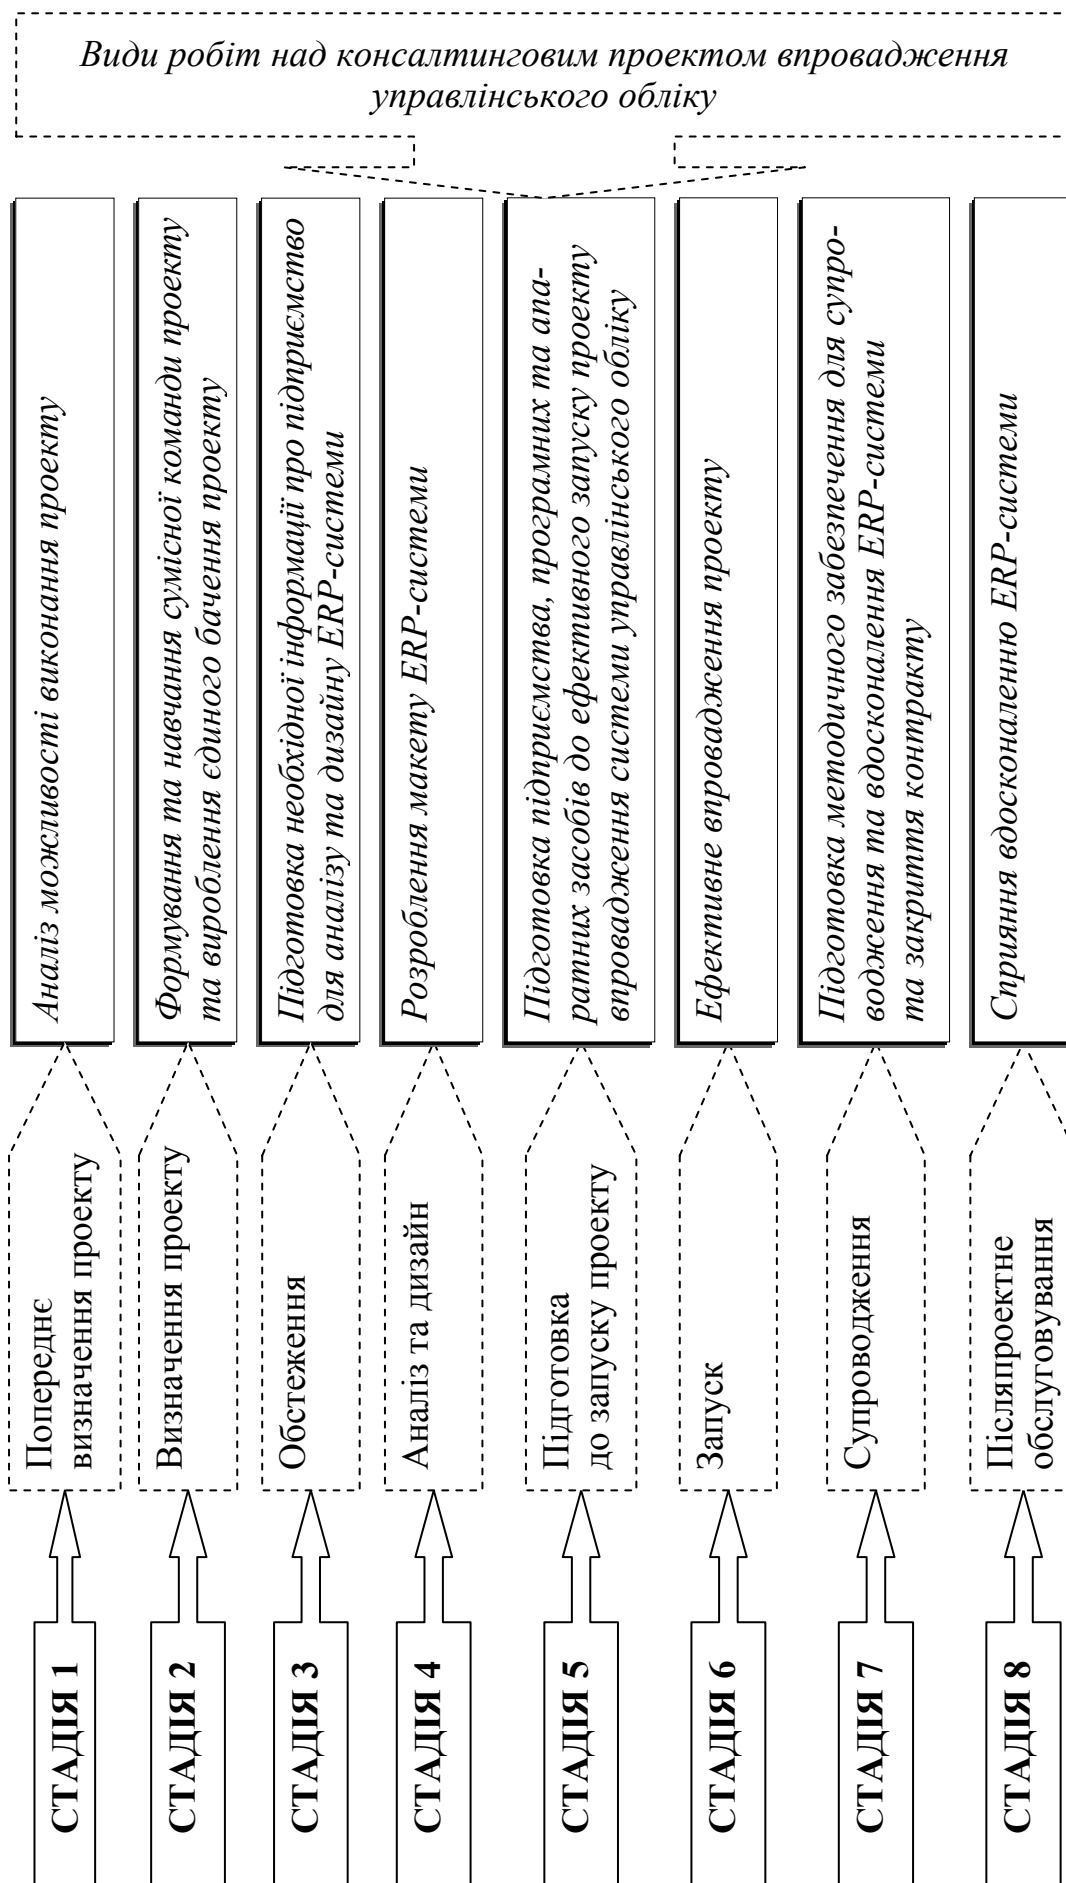 Види робіт над консалтинговим проектом впровадження
управлінського обліку
СТАДІЯ 1
Попереднє
визначення проекту
Аналіз можливості виконання проекту
СТАДІЯ 2
Визначення проекту
Формування та навчання сумісної команди проекту
та вироблення єдиного бачення проекту
СТАДІЯ 3
Обстеження
Підготовка необхідної інформації про підприємство
для аналізу та дизайну ERP-системи
СТАДІЯ 4
Аналіз та дизайн
Розроблення макету ERP-системи
СТАДІЯ 5
Підготовка
до запуску проекту
Підготовка підприємства, програмних та апа-
ратних засобів до ефективного запуску проекту
впровадження системи управлінського обліку
СТАДІЯ 6
Запуск
Ефективне впровадження проекту
СТАДІЯ 7
Супроводження
Підготовка методичного забезпечення для супро-
водження та вдосконалення ERP-системи
та закриття контракту
СТАДІЯ 8
Післяпроектне
обслуговування
Сприяння вдосконаленню ERP-системи